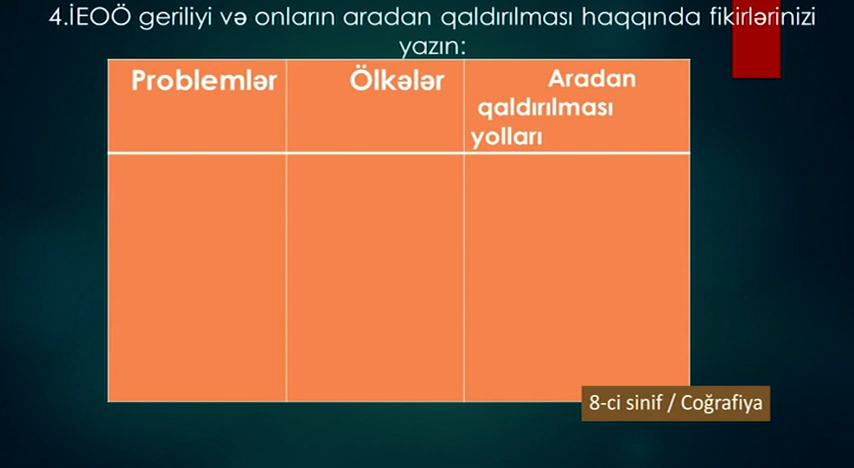 4.İEOÖ geriliyi və onların aradan qaldırılması haqqında fikirlərinizi
yazın:
Problemlər
Ölkələr
Aradan
qaldırılması
yolları
8-ci sinif / Coğrafiya